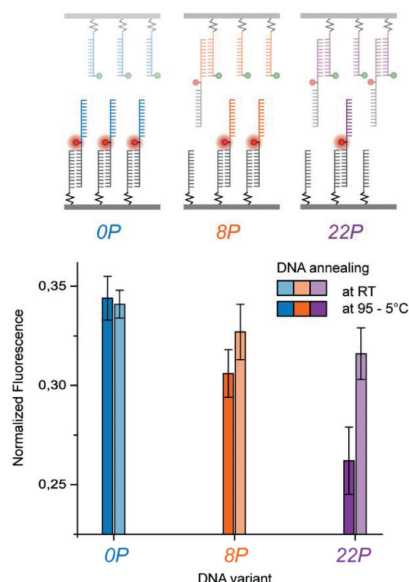 0P 8P 22P
DNA annealing
at RT
at 95 - 5°C
Normalized Fluorescence
0,35
0,30
0,25
0P 8P 22P
DNA variant